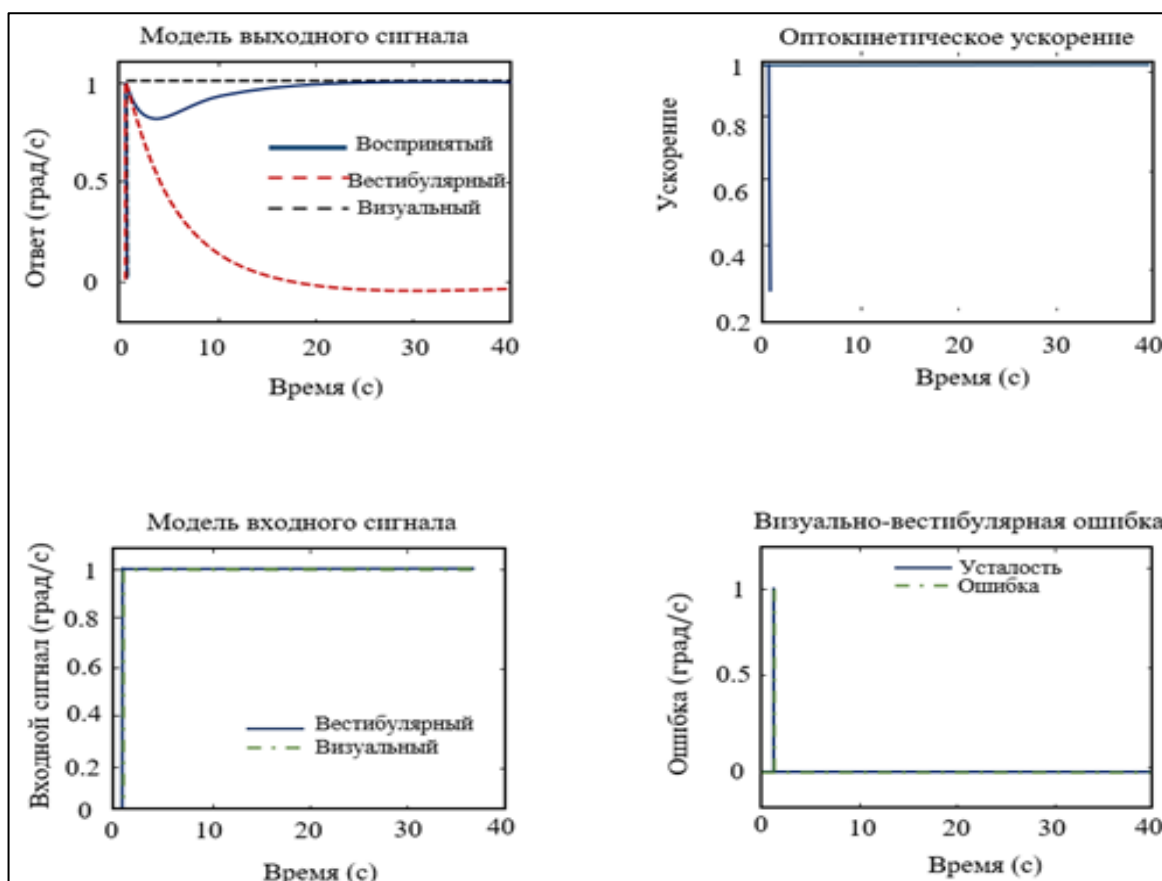 Модель выходного сигнала
Ответ (град/с)
1
0.5
0
Воспринятый
Вестибулярный
Визуальный
0 10 20 30 40
Время (с)
Оптокинетическое ускорение
Ускорение
1
0.8
0.6
0.4
0.2
0 10 20 30 40
Время (с)
Модель входного сигнала
Входной сигнал (град/с)
1
0.8
0.6
0.4
0.2
0
Вестибулярный
Визуальный
0 10 20 30 40
Время (с)
Визуально-вестибулярная ошибка
Ошибка (град/с)
1
0.5
0
Усталость
Ошибка
0 10 20 30 40
Время (с)